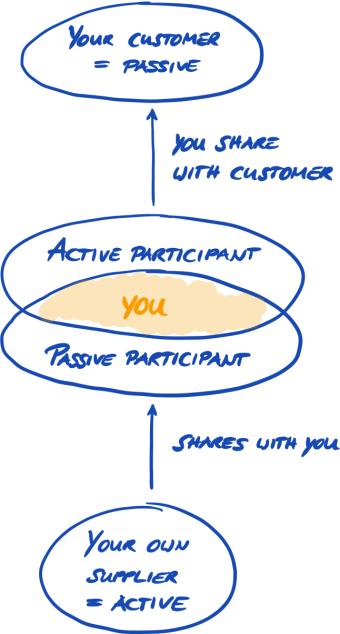 YOUR CUSTOMER
= PASSIVE
YOU SHARE
WITH CUSTOMER
ACTIVE PARTICIPANT
YOU
PASSIVE PARTICIPANT
SHARES WITH YOU
YOUR OWN
SUPPLIER
= ACTIVE